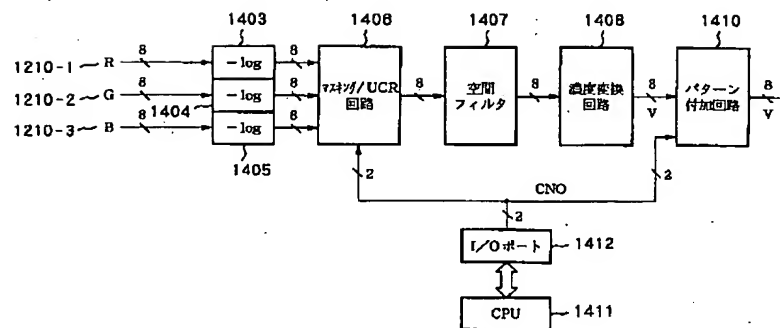 1403
1406
1407
1408
1410
1210-1 R 8 -log 8
マスキング/UCR
回路
8
空間
フィルタ
8
濃度変換
回路
8
V
パターン
付加回路
8
V
1210-2 G 8 -log 8
1404
1210-3 B 8 -log 8
1405
2
CNO
2
2
I/Oポート
1412
CPU
1411